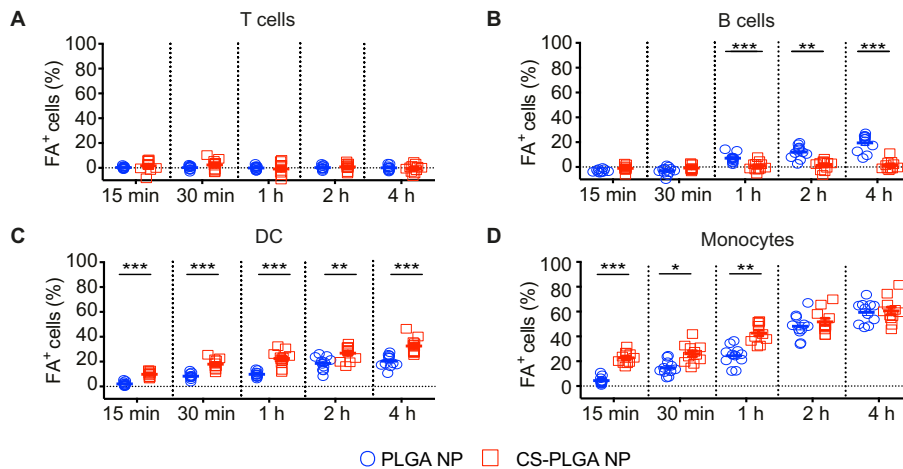 A
T cells
FA+ cells (%)
100
80
60
40
20
0
15 min 30 min 1 h 2 h 4 h
B
B cells
*** ** ***
FA+ cells (%)
100
80
60
40
20
0
15 min 30 min 1 h 2 h 4 h
C
DC
*** *** *** ** ***
FA+ cells (%)
100
80
60
40
20
0
15 min 30 min 1 h 2 h 4 h
D
Monocytes
*** * **
FA+ cells (%)
100
80
60
40
20
0
15 min 30 min 1 h 2 h 4 h
PLGA NP CS-PLGA NP